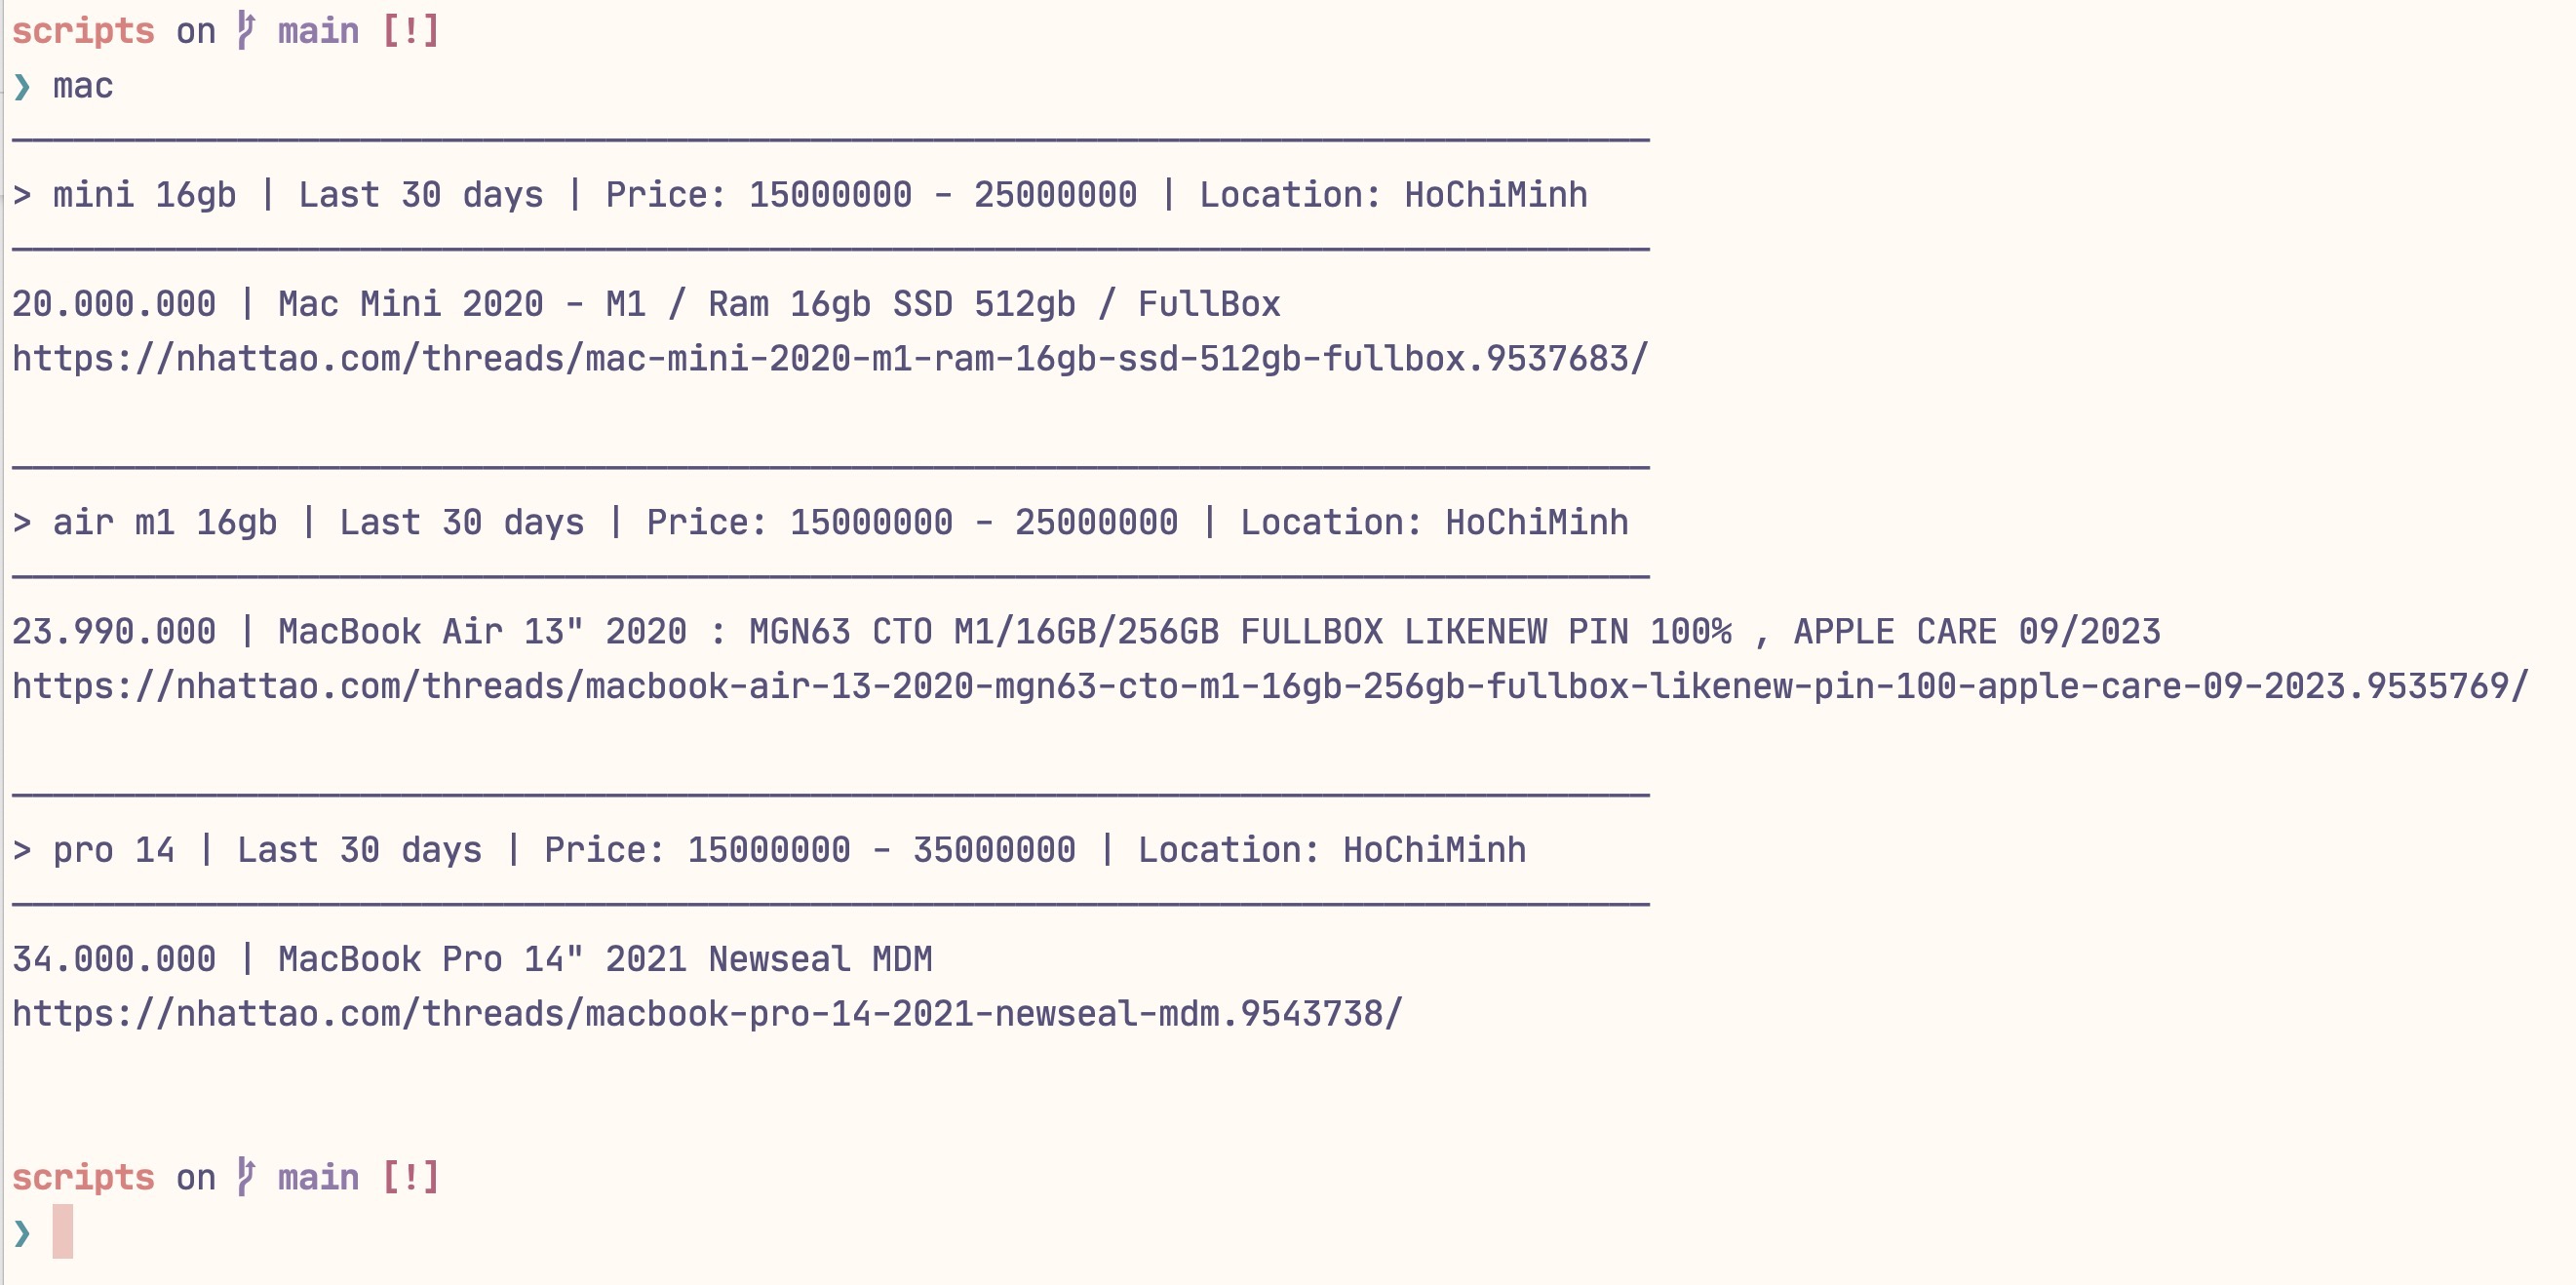 scripts on main [!]
❯ mac
────────────────────────────────────────────────────────────────────────────────
> mini 16gb | Last 30 days | Price: 15000000 - 25000000 | Location: HoChiMinh
────────────────────────────────────────────────────────────────────────────────
20.000.000 | Mac Mini 2020 - M1 / Ram 16gb SSD 512gb / FullBox
https://nhattao.com/threads/mac-mini-2020-m1-ram-16gb-ssd-512gb-fullbox.9537683/
────────────────────────────────────────────────────────────────────────────────
> air m1 16gb | Last 30 days | Price: 15000000 - 25000000 | Location: HoChiMinh
────────────────────────────────────────────────────────────────────────────────
23.990.000 | MacBook Air 13" 2020 : MGN63 CTO M1/16GB/256GB FULLBOX LIKENEW PIN 100% , APPLE CARE 09/2023
https://nhattao.com/threads/macbook-air-13-2020-mgn63-cto-m1-16gb-256gb-fullbox-likenew-pin-100-apple-care-09-2023.9535769/
────────────────────────────────────────────────────────────────────────────────
> pro 14 | Last 30 days | Price: 15000000 - 35000000 | Location: HoChiMinh
────────────────────────────────────────────────────────────────────────────────
34.000.000 | MacBook Pro 14" 2021 Newseal MDM
https://nhattao.com/threads/macbook-pro-14-2021-newseal-mdm.9543738/
scripts on main [!]
❯